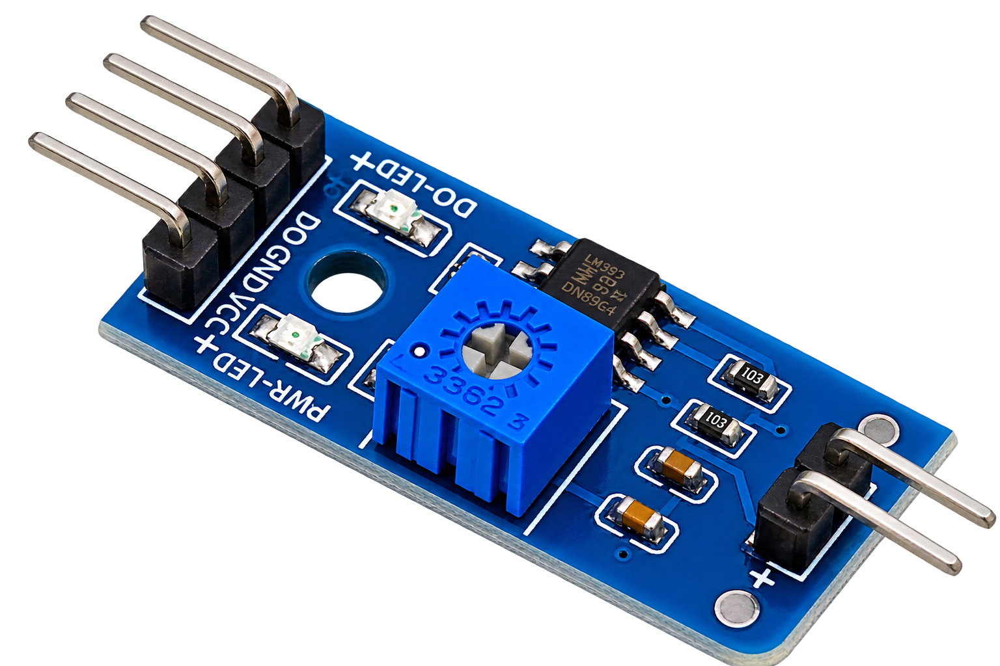 DO-LED+
DO
GND
VCC
PWR-LED+
LM393
DN89G4
3362
103
103
+